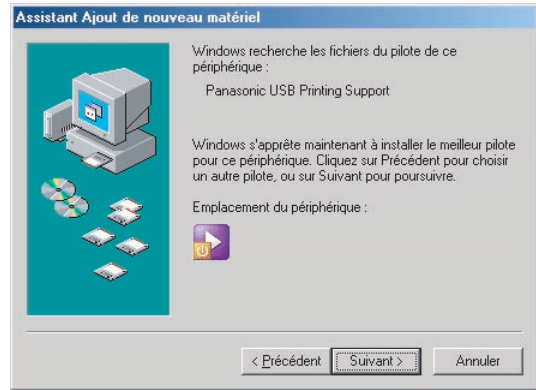 Assistant Ajout de nouveau matériel
Windows recherche les fichiers du pilote de ce
périphérique :
Panasonic USB Printing Support
Windows s'apprête maintenant à installer le meilleur pilote
pour ce périphérique. Cliquez sur Précédent pour choisir
un autre pilote, ou sur Suivant pour poursuivre.
Emplacement du périphérique :
< Précédent
Suivant >
Annuler